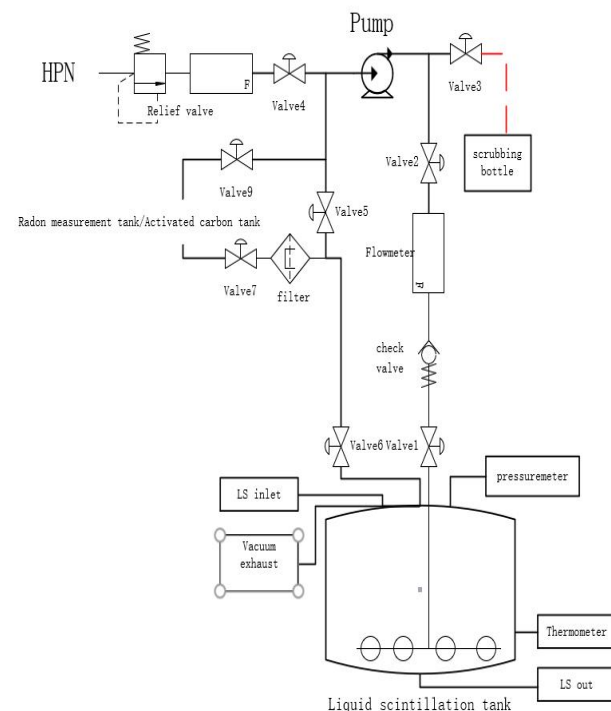 Pump
HPN
F
Relief valve
Valve4
Valve3
scrubbing
bottle
Valve2
Valve9
Valve5
Radon measurement tank/Activated carbon tank
Flowmeter
F
Valve7
filter
check
valve
Valve6
Valve1
pressuremeter
LS inlet
Vacuum
exhaust
Thermometer
LS out
Liquid scintillation tank